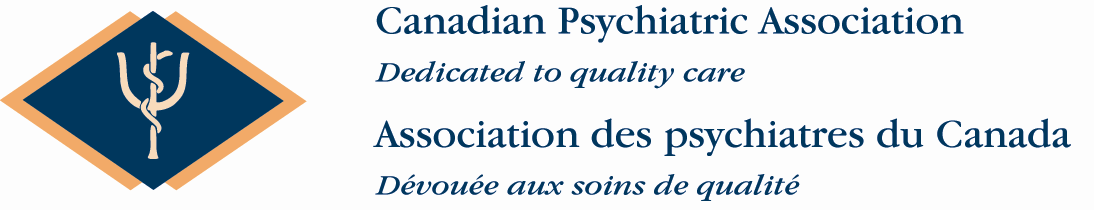 Canadian Psychiatric Association
Dedicated to quality care
Association des psychiatres du Canada
Dévouée aux soins de qualité